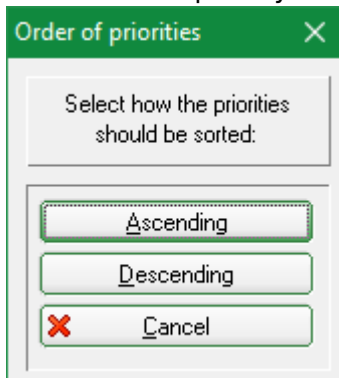 Order of priorities
Select how the priorities
should be sorted:
Ascending
Descending
Cancel